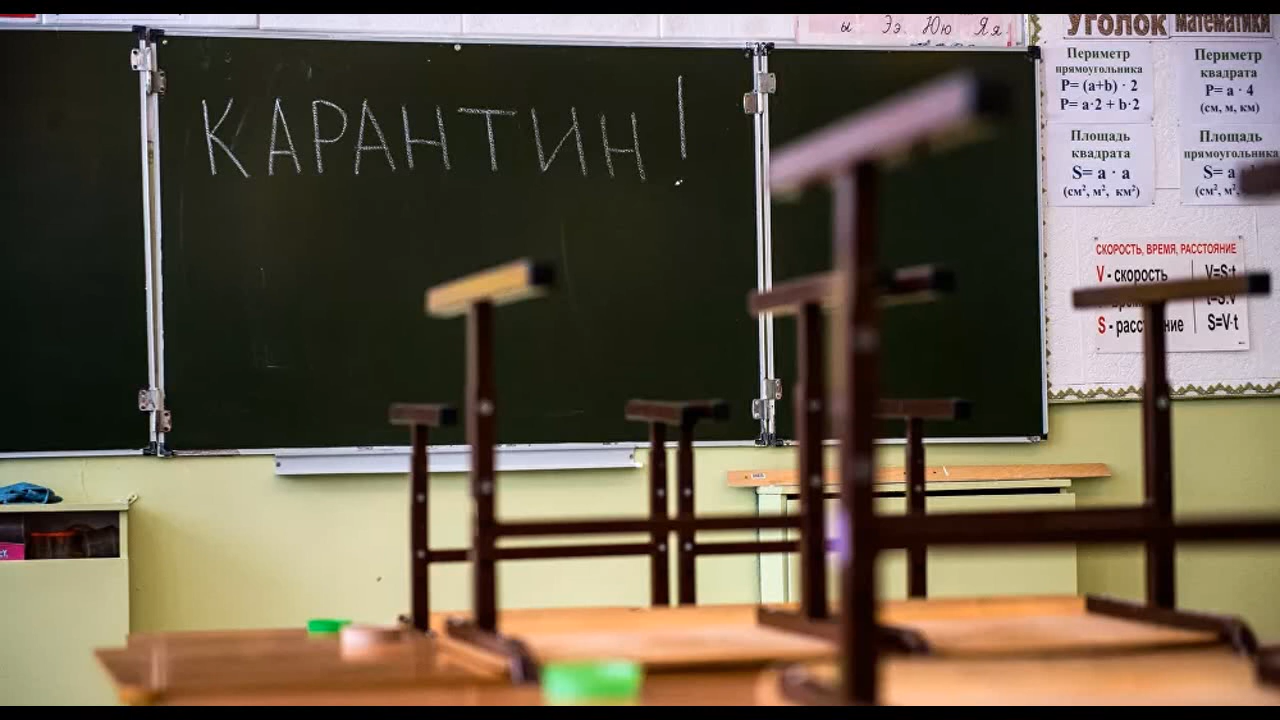 КАРАНТИН!
ы Ээ Юю Яя
Уголок математики
Периметр
прямоугольника
P= (a+b) · 2
P= a·2 + b·2
Периметр
квадрата
P= a · 4
(см, м, км)
Площадь
квадрата
S= a · a
(см², м², км²)
Площадь
прямоугольника
S= a
(см², м²,
СКОРОСТЬ, ВРЕМЯ, РАССТОЯНИЕ
V - скорость V=S:t
S - S=V·t